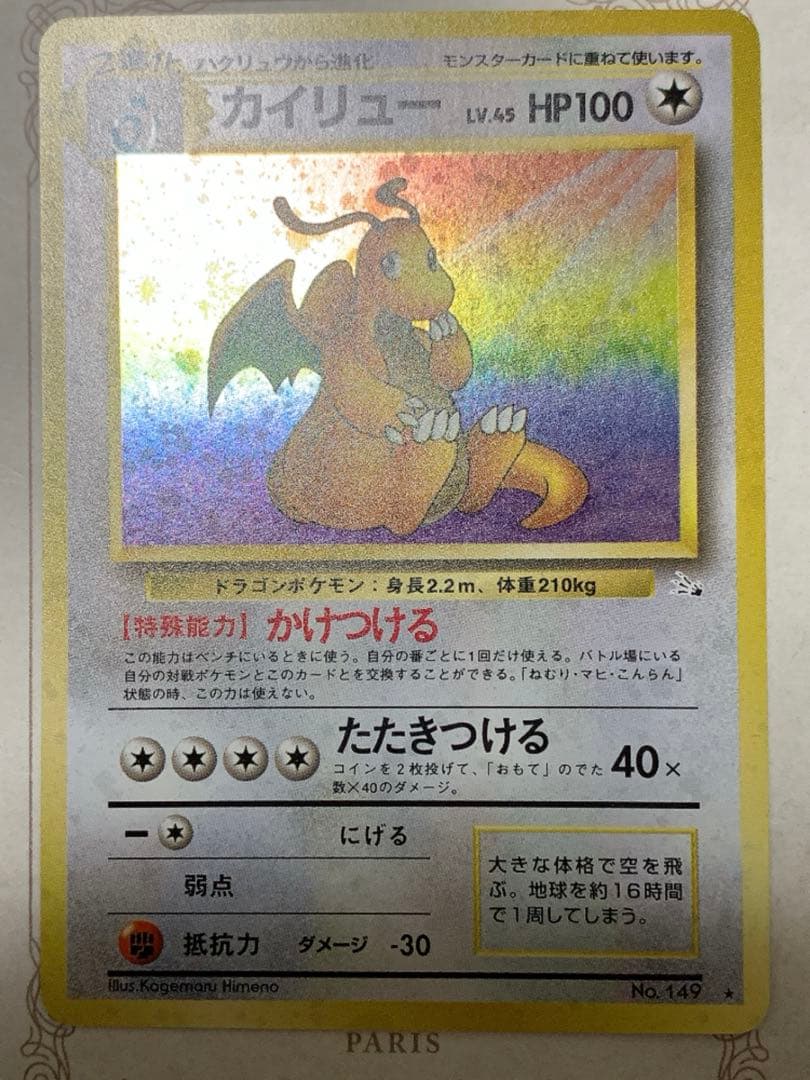 2進化 ハクリュウから進化 モンスターカードに重ねて使います。
カイリュー LV.45 HP100
ドラゴンポケモン：身長2.2m、体重210kg
【特殊能力】かけつける
この能力はベンチにいるときに使う。自分の番ごとに1回だけ使える。バトル場にいる
自分の対戦ポケモンとこのカードとを交換することができる。「ねむり・マヒ・こんらん」
状態の時、この力は使えない。
たたきつける
コインを2枚投げて、「おもて」のでた
数×40のダメージ。
40×
にげる
弱点
抵抗力 ダメージ -30
大きな体格で空を飛
ぶ。地球を約16時間
で1周してしまう。
Illus.Kagemaru Himeno
No. 149 ★
PARIS